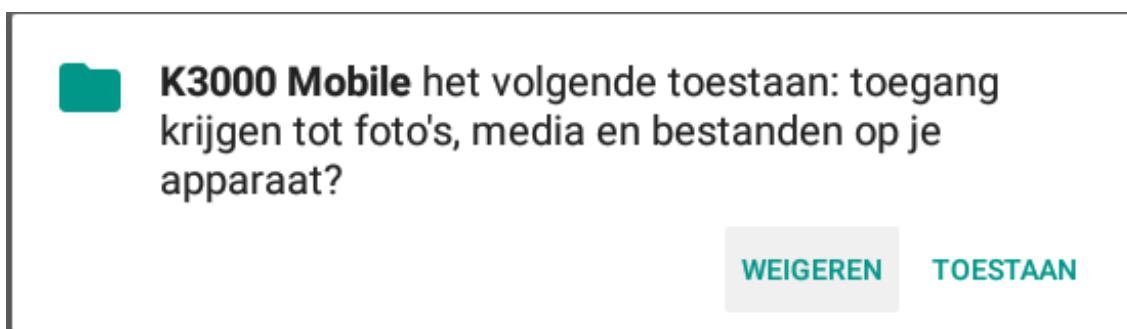 K3000 Mobile het volgende toestaan: toegang
krijgen tot foto's, media en bestanden op je
apparaat?
WEIGEREN TOESTAAN